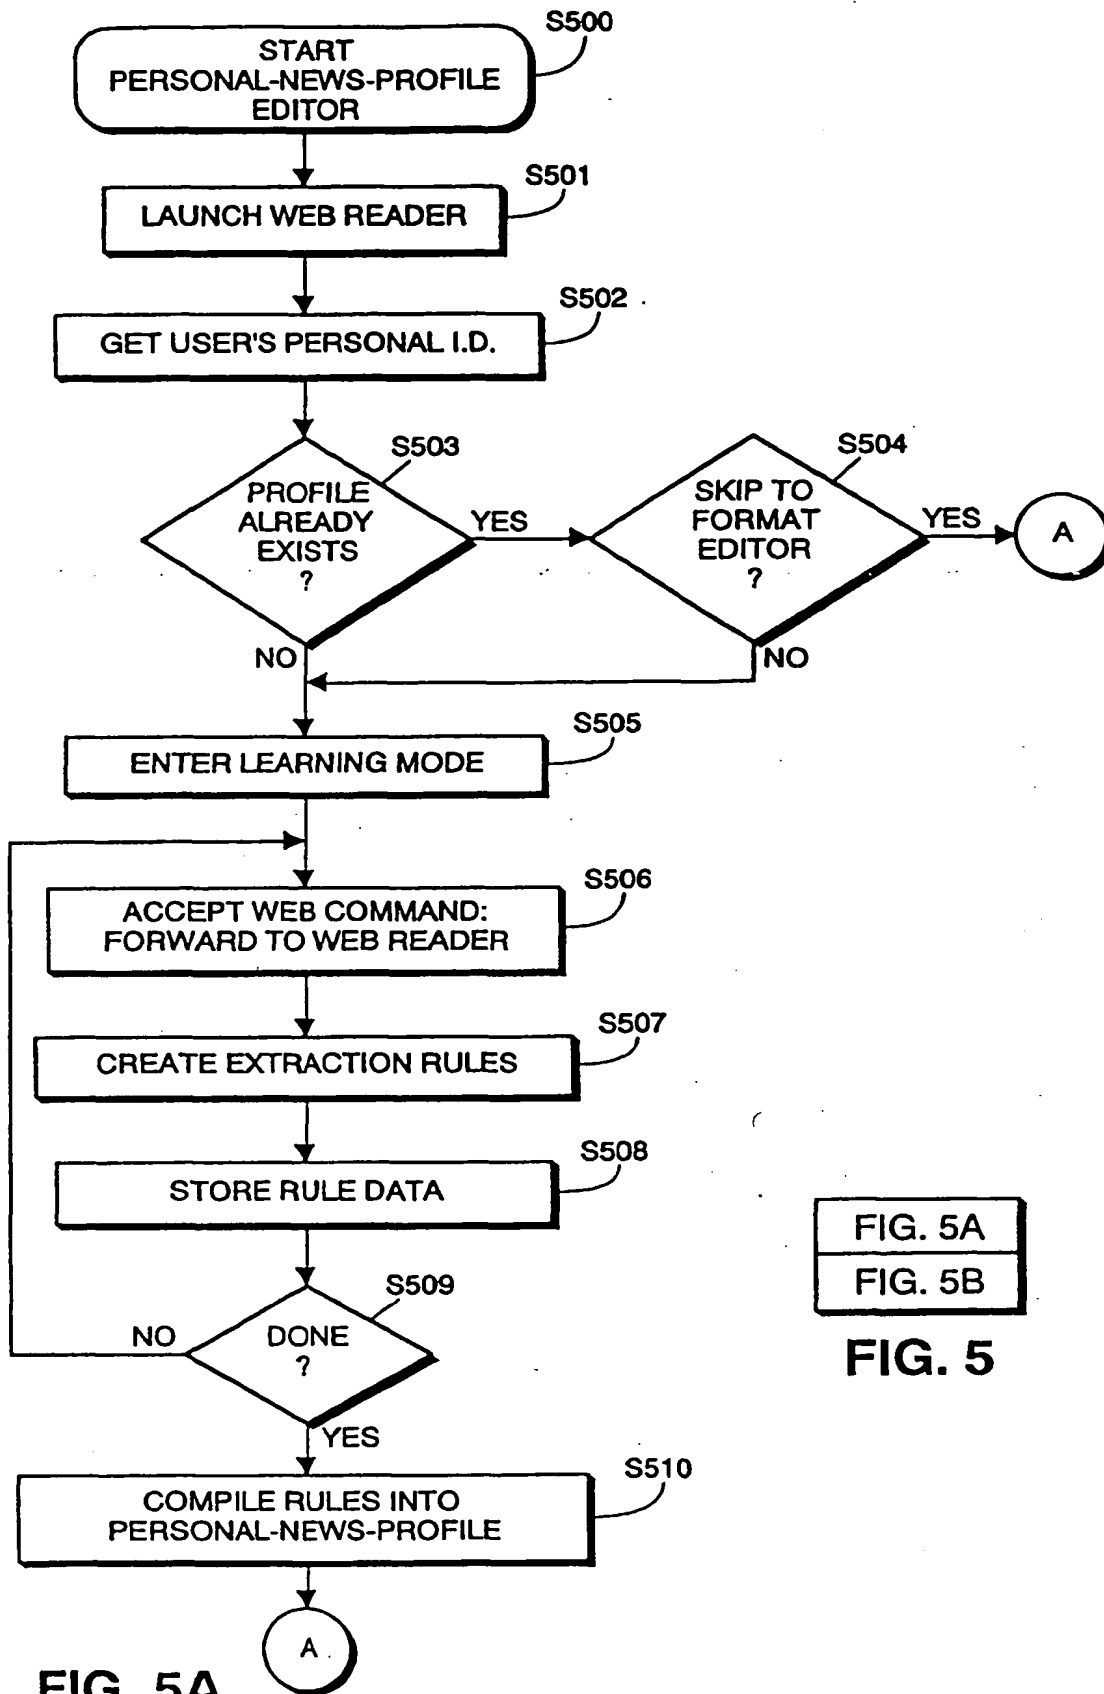 S500
START
PERSONAL-NEWS-PROFILE
EDITOR
S501
LAUNCH WEB READER
S502
GET USER'S PERSONAL I.D.
S503
PROFILE
ALREADY
EXISTS
?
YES
NO
S504
SKIP TO
FORMAT
EDITOR
?
YES
A
NO
S505
ENTER LEARNING MODE
S506
ACCEPT WEB COMMAND:
FORWARD TO WEB READER
S507
CREATE EXTRACTION RULES
S508
STORE RULE DATA
S509
DONE
?
NO
YES
S510
COMPILE RULES INTO
PERSONAL-NEWS-PROFILE
A
FIG. 5A
FIG. 5A
FIG. 5B
FIG. 5